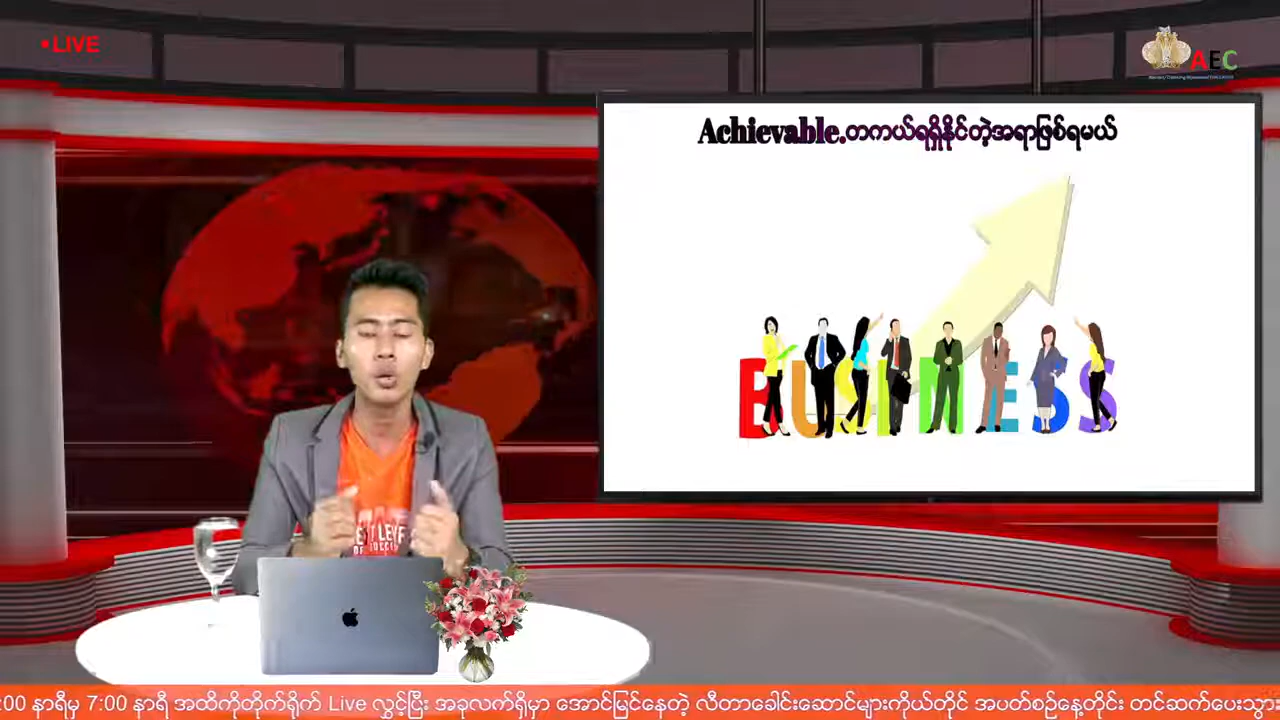 LIVE
AEC
Achievable.တကယ်ရရှိနိုင်တဲ့အရာဖြစ်ရမယ်
BUSINESS
:00 နာရီမှ 7:00 နာရီ အထိကိုတိုက်ရိုက် Live လွှင့်ပြီး အခုလက်ရှိမှာ အောင်မြင်နေတဲ့ လီတာခေါင်းဆောင်များကိုယ်တိုင် အပတ်စဉ်နေ့တိုင်း တင်ဆက်ပေးသွား